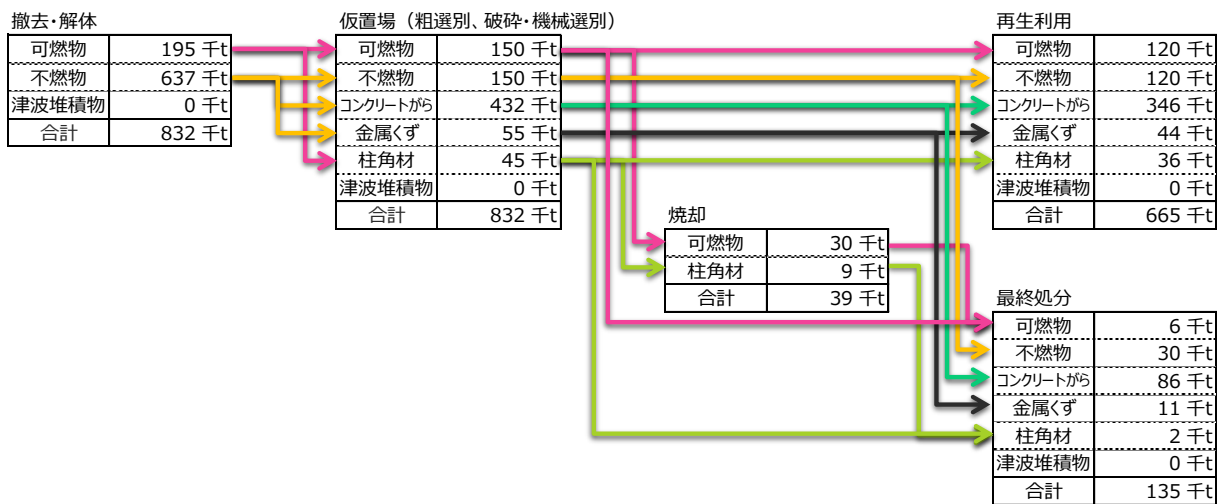 撤去・解体
可燃物 195 千t
不燃物 637 千t
津波堆積物 0 千t
合計 832 千t
仮置場（粗選別、破砕・機械選別）
可燃物 150 千t
不燃物 150 千t
コンクリートがら 432 千t
金属くず 55 千t
柱角材 45 千t
津波堆積物 0 千t
合計 832 千t
焼却
可燃物 30 千t
柱角材 9 千t
合計 39 千t
再生利用
可燃物 120 千t
不燃物 120 千t
コンクリートがら 346 千t
金属くず 44 千t
柱角材 36 千t
津波堆積物 0 千t
合計 665 千t
最終処分
可燃物 6 千t
不燃物 30 千t
コンクリートがら 86 千t
金属くず 11 千t
柱角材 2 千t
津波堆積物 0 千t
合計 135 千t